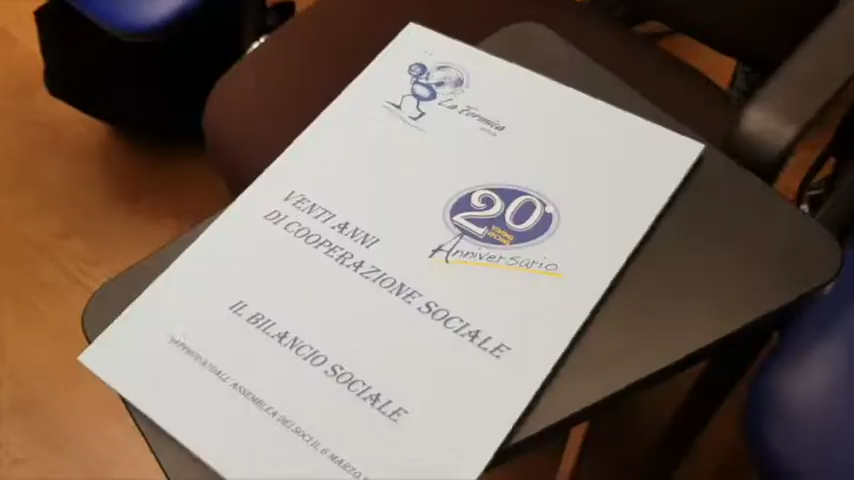 La Formica
20°
Anniversario
VENTI ANNI
DI COOPERAZIONE SOCIALE
IL BILANCIO SOCIALE
APPROVATO DALL'ASSEMBLEA DEI SOCI IL 6 MARZO